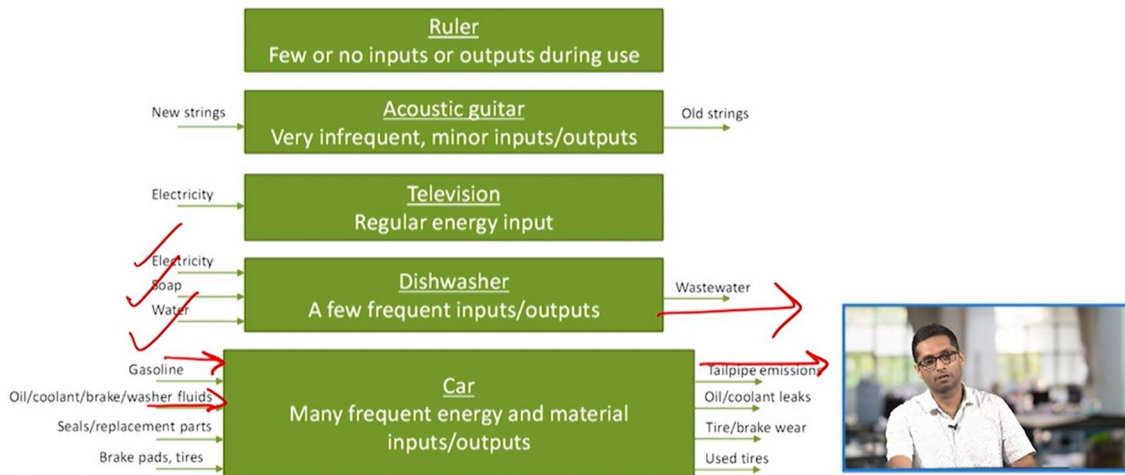 Ruler
Few or no inputs or outputs during use
New strings
Acoustic guitar
Very infrequent, minor inputs/outputs
Old strings
Electricity
Television
Regular energy input
Electricity
Soap
Water
Dishwasher
A few frequent inputs/outputs
Wastewater
Gasoline
Oil/coolant/brake/washer fluids
Seals/replacement parts
Brake pads, tires
Car
Many frequent energy and material
inputs/outputs
Tailpipe emissions
Oil/coolant leaks
Tire/brake wear
Used tires